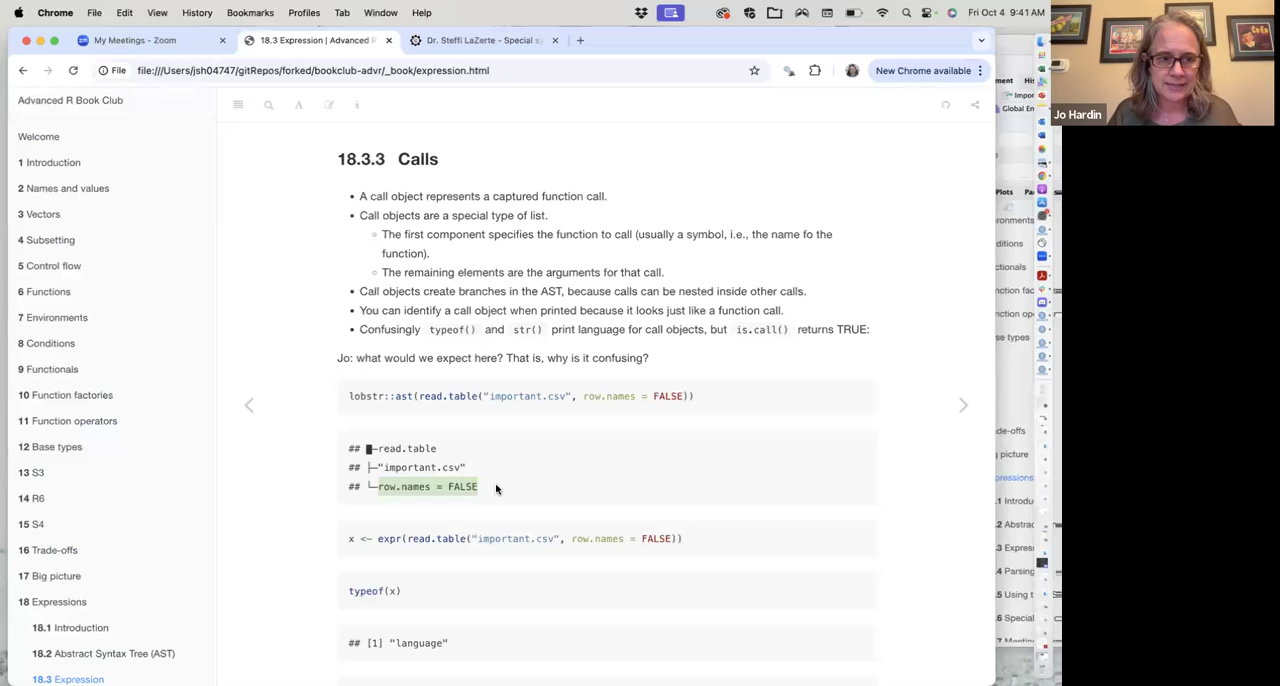 Chrome File Edit View History Bookmarks Profiles Tab Window Help Fri Oct 4 9:41 AM
My Meetings - Zoom
18.3 Expression | Advanced R
Dr. Steffi LaZerte - Special s
File file:///Users/jsh04747/gitRepos/forked/bookclub-advr/_book/expression.html
New Chrome available
Jo Hardin
Advanced R Book Club
Welcome
1 Introduction
2 Names and values
3 Vectors
4 Subsetting
5 Control flow
6 Functions
7 Environments
8 Conditions
9 Functionals
10 Function factories
11 Function operators
12 Base types
13 S3
14 R6
15 S4
16 Trade-offs
17 Big picture
18 Expressions
18.1 Introduction
18.2 Abstract Syntax Tree (AST)
18.3 Expression
18.3.3 Calls
• A call object represents a captured function call.
• Call objects are a special type of list.
◦ The first component specifies the function to call (usually a symbol, i.e., the name fo the
function).
◦ The remaining elements are the arguments for that call.
• Call objects create branches in the AST, because calls can be nested inside other calls.
• You can identify a call object when printed because it looks just like a function call.
• Confusingly typeof() and str() print language for call objects, but is.call() returns TRUE:
Jo: what would we expect here? That is, why is it confusing?
lobstr::ast(read.table("important.csv", row.names = FALSE))
## █─read.table
## ├─"important.csv"
## └─row.names = FALSE
x <- expr(read.table("important.csv", row.names = FALSE))
typeof(x)
## [1] "language"
Global En
Plots